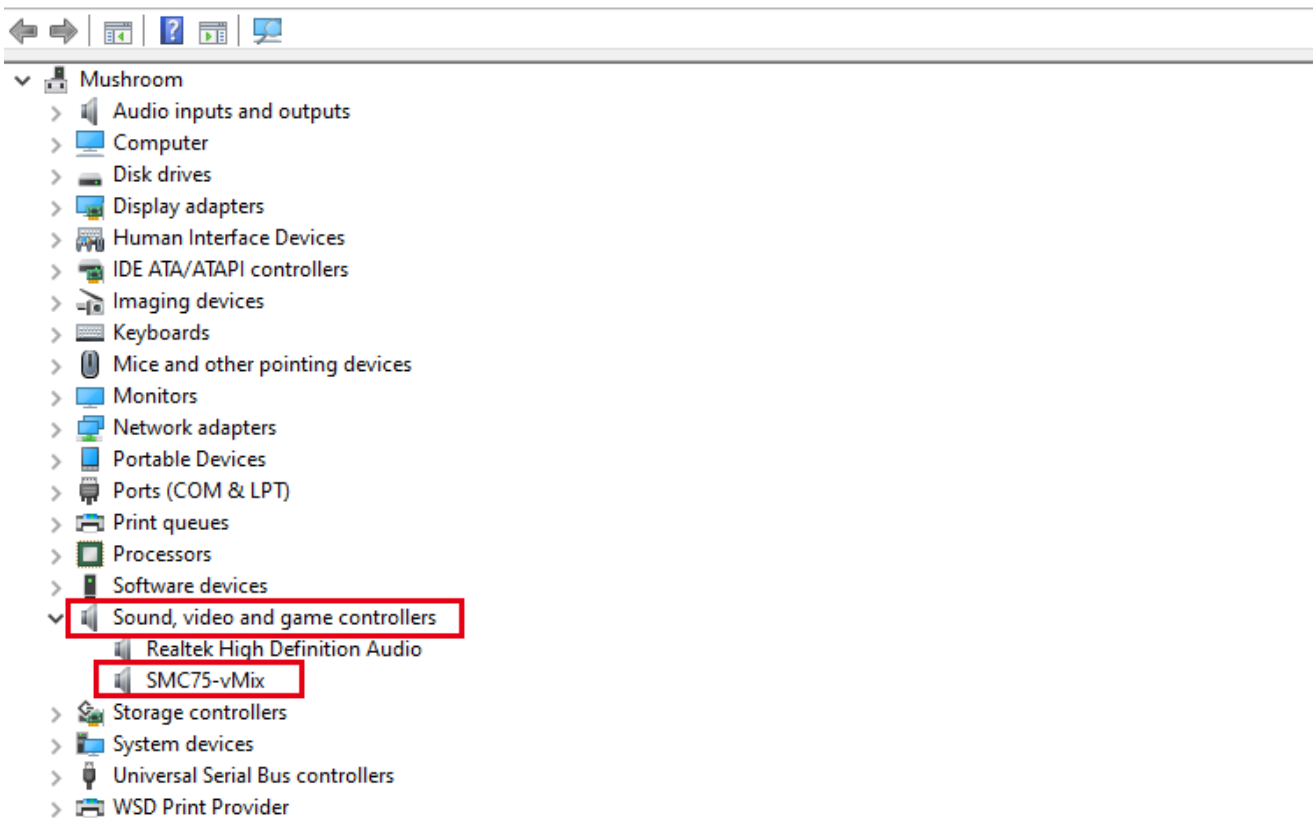 Mushroom
Audio inputs and outputs
Computer
Disk drives
Display adapters
Human Interface Devices
IDE ATA/ATAPI controllers
Imaging devices
Keyboards
Mice and other pointing devices
Monitors
Network adapters
Portable Devices
Ports (COM & LPT)
Print queues
Processors
Software devices
Sound, video and game controllers
Realtek High Definition Audio
SMC75-vMix
Storage controllers
System devices
Universal Serial Bus controllers
WSD Print Provider